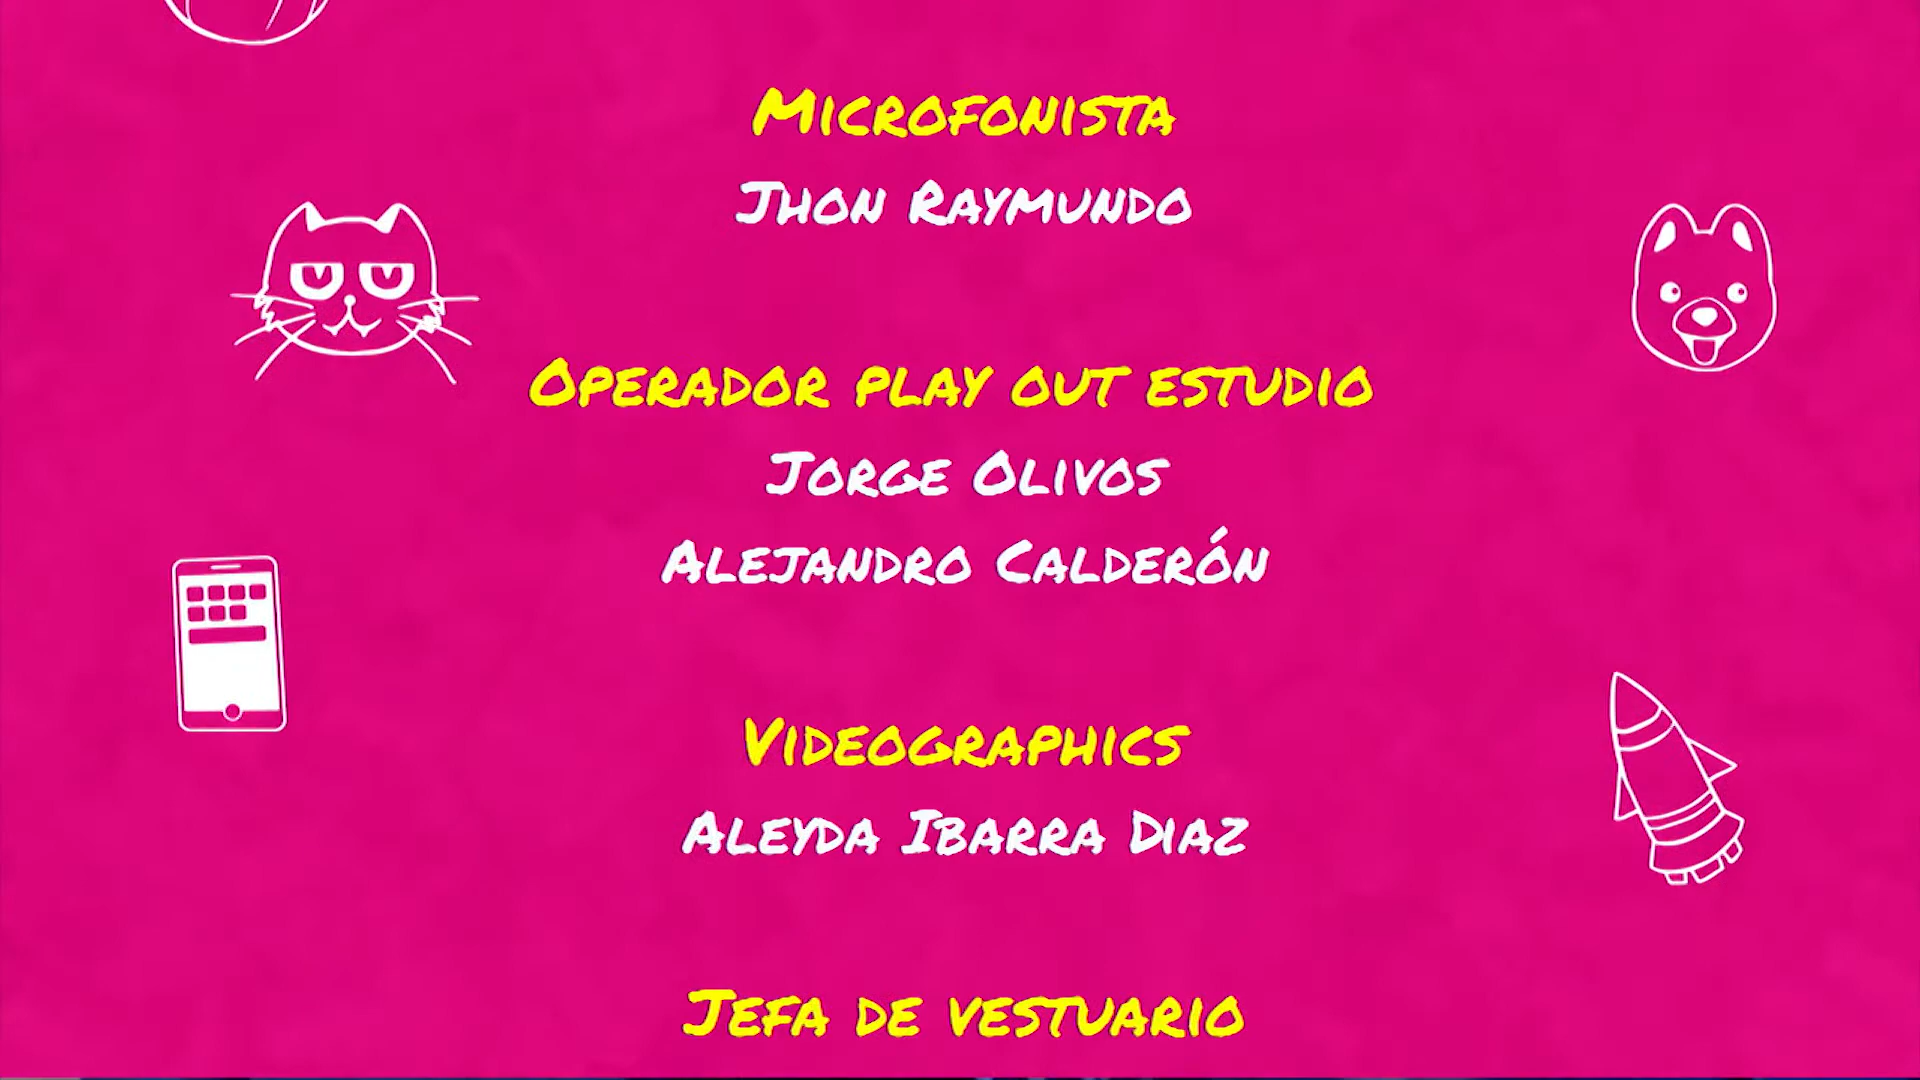 Microfonista
Jhon Raymundo
Operador play out estudio
Jorge Olivos
Alejandro Calderón
Videographics
Aleyda Ibarra Diaz
Jefa de vestuario